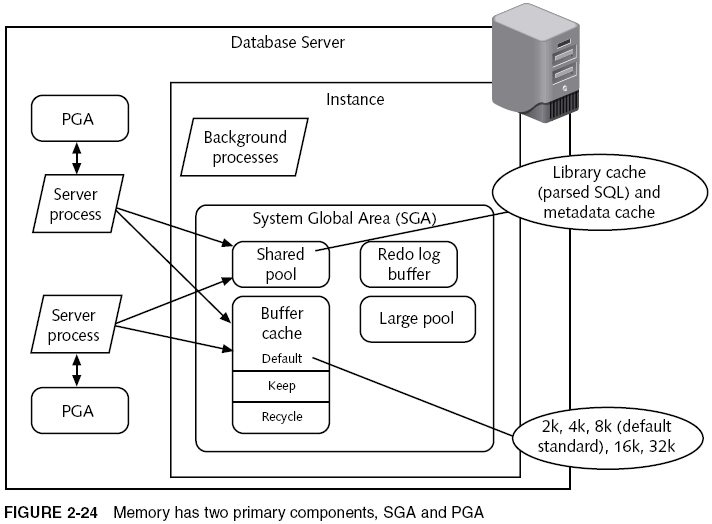 Database Server
Instance
PGA
Background
processes
Server
process
Library cache
(parsed SQL) and
metadata cache
System Global Area (SGA)
Shared
pool
Redo log
buffer
Server
process
Buffer
cache
Default
Large pool
Keep
PGA
Recycle
2k, 4k, 8k (default
standard), 16k, 32k
FIGURE 2-24 Memory has two primary components, SGA and PGA